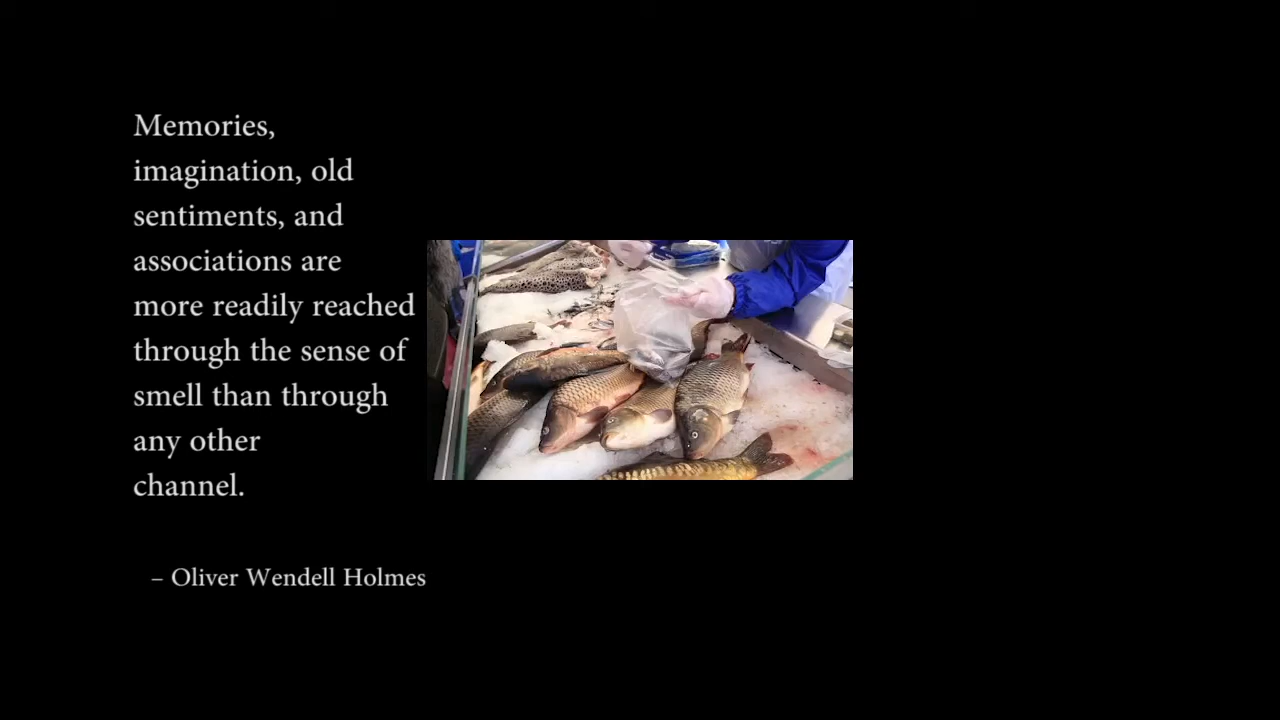 Memories,
imagination, old
sentiments, and
associations are
more readily reached
through the sense of
smell than through
any other
channel.
– Oliver Wendell Holmes